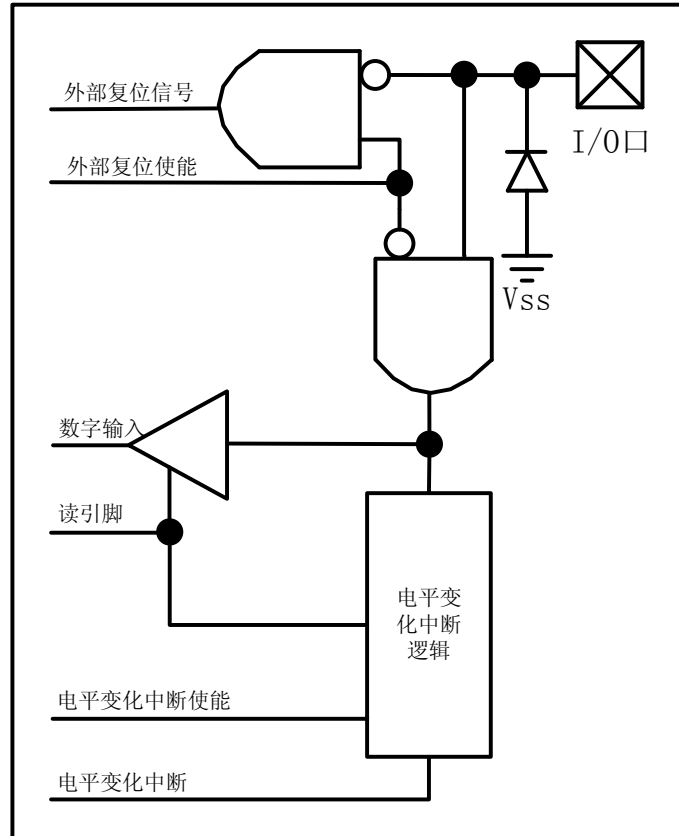 外部复位信号
I/O口
外部复位使能
Vss
数字输入
读引脚
电平变
化中断
逻辑
电平变化中断使能
电平变化中断